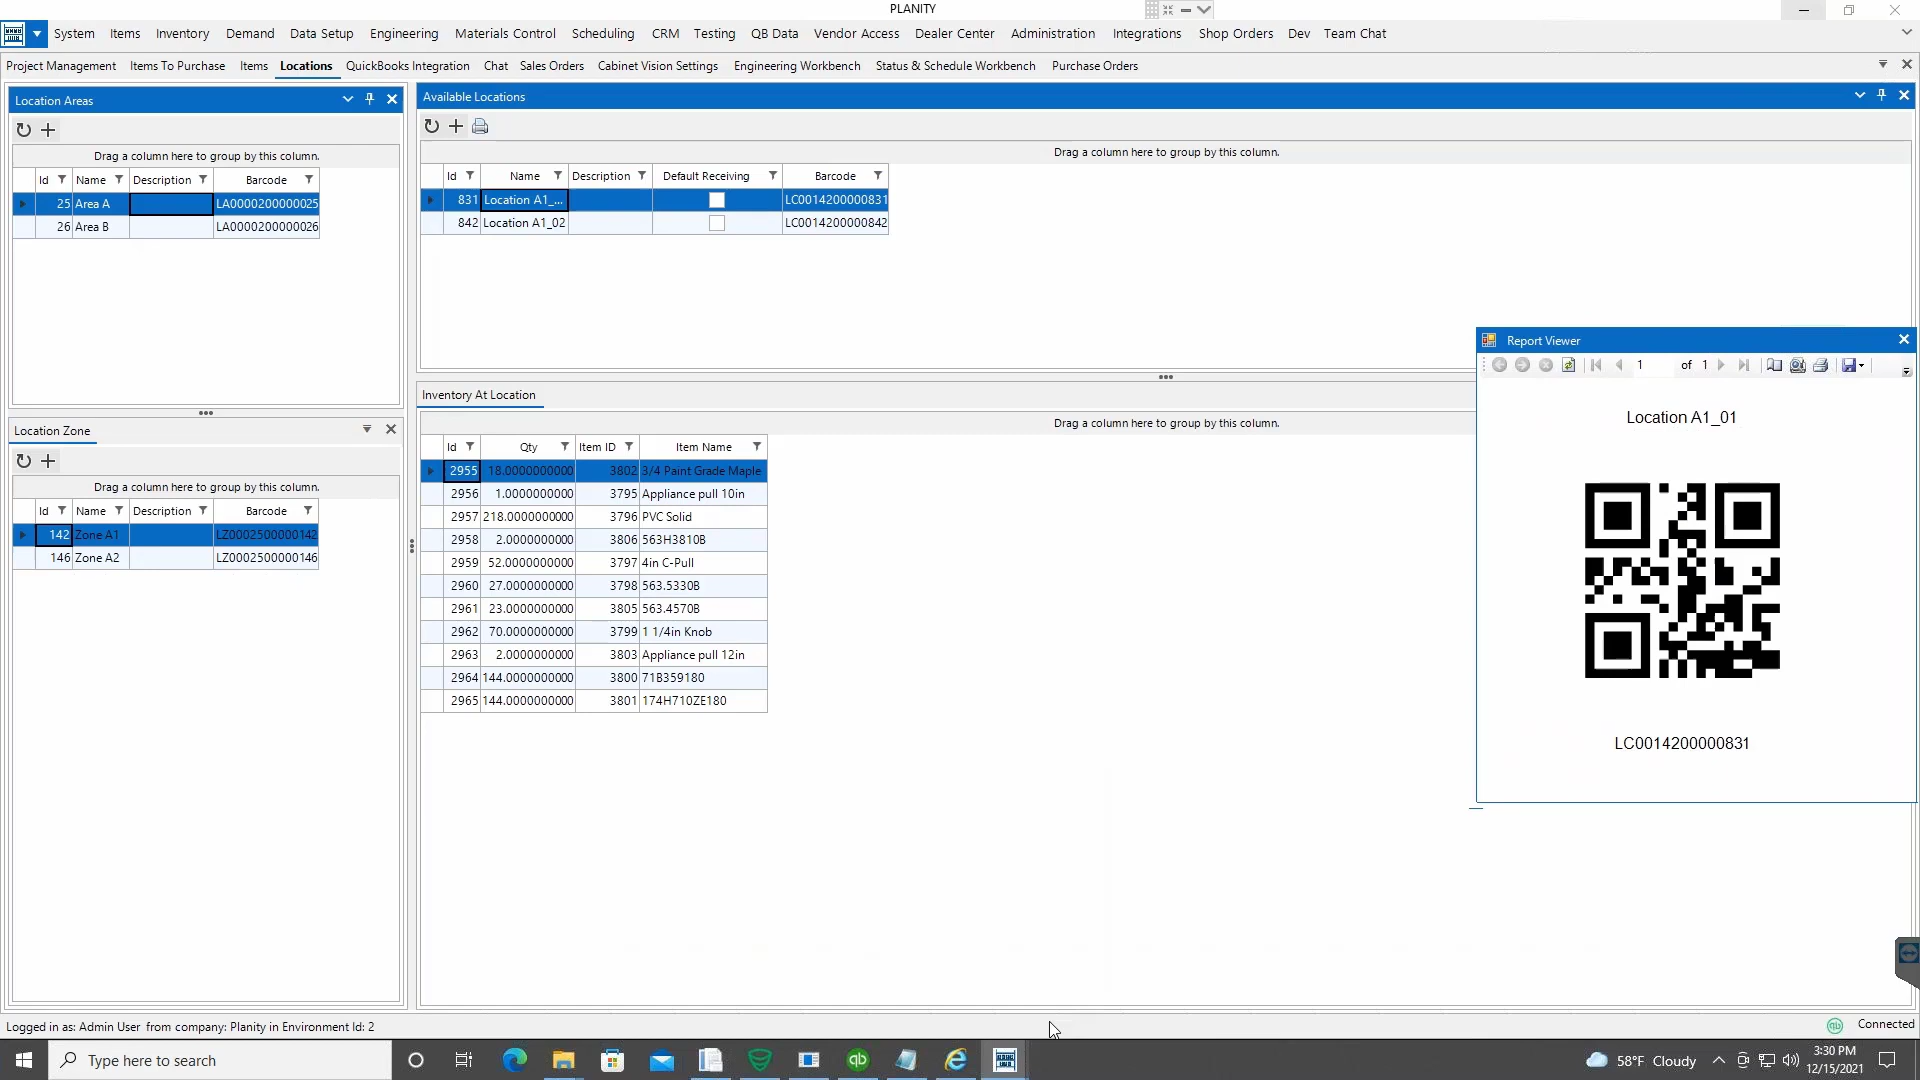 PLANITY
System Items Inventory Demand Data Setup Engineering Materials Control Scheduling CRM Testing QB Data Vendor Access Dealer Center Administration Integrations Shop Orders Dev Team Chat
Project Management Items To Purchase Items Locations QuickBooks Integration Chat Sales Orders Cabinet Vision Settings Engineering Workbench Status & Schedule Workbench Purchase Orders
Location Areas
Drag a column here to group by this column.
Id Name Description Barcode
25 Area A LA0000200000025
26 Area B LA0000200000026
Location Zone
Drag a column here to group by this column.
Id Name Description Barcode
142 Zone A1 LZ0002500000142
146 Zone A2 LZ0002500000146
Available Locations
Drag a column here to group by this column.
Id Name Description Default Receiving Barcode
831 Location A1_... LC0014200000831
842 Location A1_02 LC0014200000842
Inventory At Location
Drag a column here to group by this column.
Id Qty Item ID Item Name
2955 18.0000000000 3802 3/4 Paint Grade Maple
2956 1.0000000000 3795 Appliance pull 10in
2957 218.0000000000 3796 PVC Solid
2958 2.0000000000 3806 563H3810B
2959 52.0000000000 3797 4in C-Pull
2960 27.0000000000 3798 563.5330B
2961 23.0000000000 3805 563.4570B
2962 70.0000000000 3799 1 1/4in Knob
2963 2.0000000000 3803 Appliance pull 12in
2964 144.0000000000 3800 71B359180
2965 144.0000000000 3801 174H710ZE180
Report Viewer
1 of 1
Location A1_01
LC0014200000831
Logged in as: Admin User from company: Planity in Environment Id: 2
qb Connected
Type here to search
qb
58°F Cloudy
3:30 PM
12/15/2021